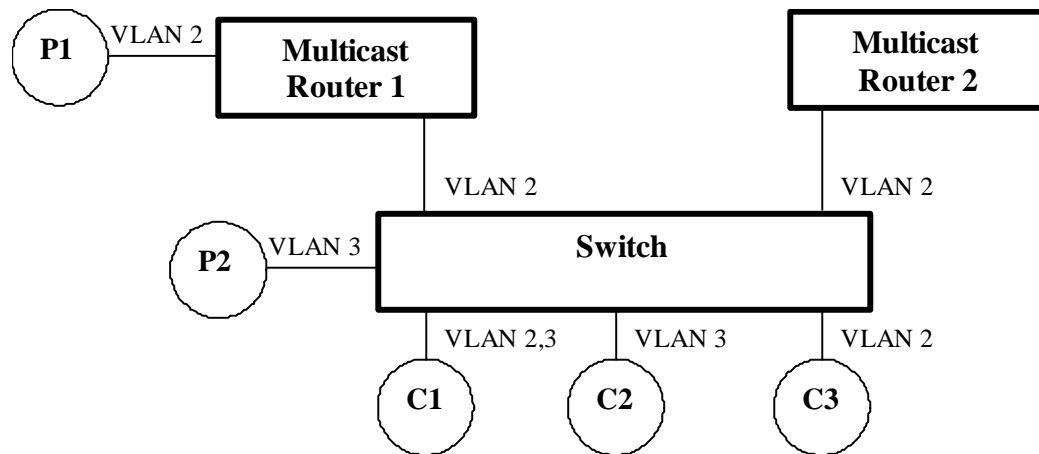 P1
VLAN 2
Multicast
Router 1
Multicast
Router 2
VLAN 2
VLAN 2
P2
VLAN 3
Switch
VLAN 2,3
VLAN 3
VLAN 2
C1
C2
C3